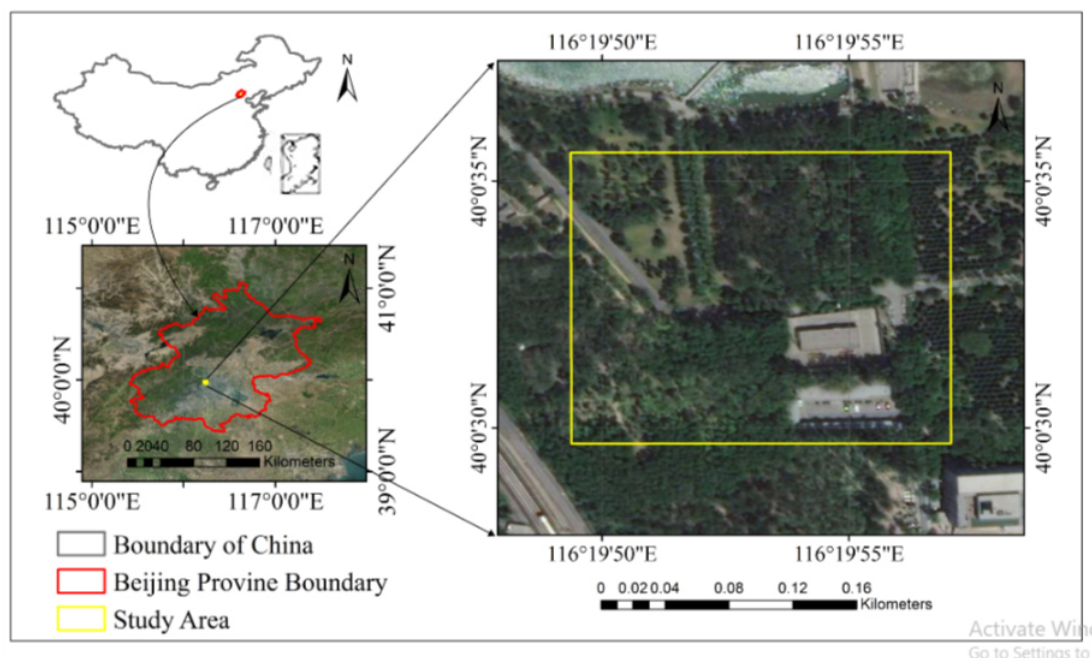 N
115°0'0"E
117°0'0"E
N
41°0'0"N
40°0'0"N
39°0'0"N
0 20 40 80 120 160
Kilometers
115°0'0"E
117°0'0"E
Boundary of China
Beijing Provine Boundary
Study Area
116°19'50"E
116°19'55"E
N
40°0'35"N
40°0'35"N
40°0'30"N
40°0'30"N
116°19'50"E
116°19'55"E
0 0.02 0.04 0.08 0.12 0.16
Kilometers
Activate Win
Go to Settings to